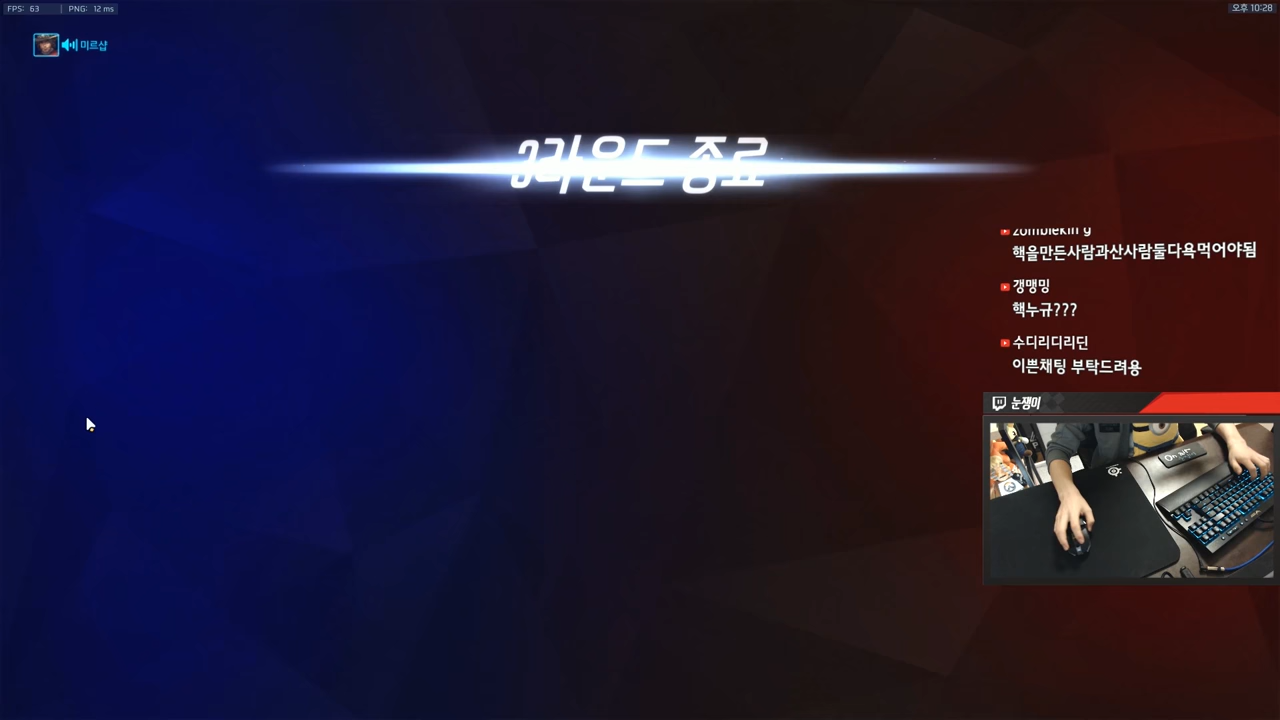 FPS: 63 | PNG: 12 ms
오후 10:28
미르샵
3라운드 종료
zombiekin g
핵을만든사람과산사람둘다욕먹어야됨
갱맹밍
핵누규???
수디리디리딘
이쁜채팅 부탁드려용
눈쟁이